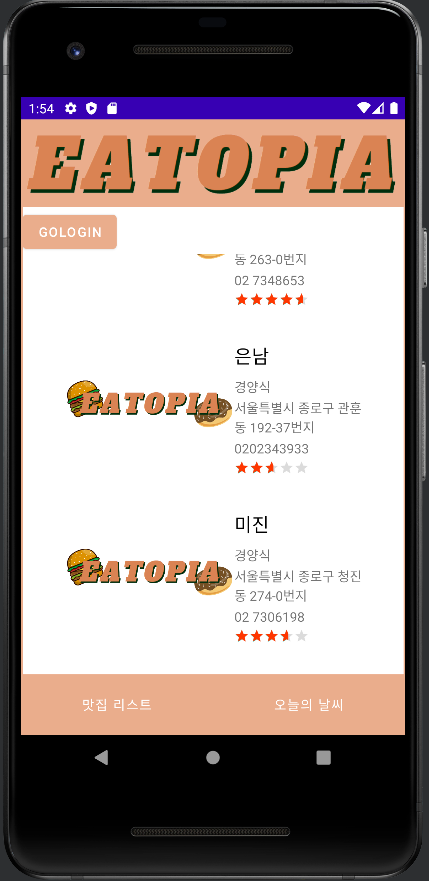 1:54
EATOPIA
GOLOGIN
동 263-0번지
02 7348653
은남
경양식
서울특별시 종로구 관훈
동 192-37번지
0202343933
EATOPIA
미진
경양식
서울특별시 종로구 청진
동 274-0번지
02 7306198
EATOPIA
맛집 리스트
오늘의 날씨